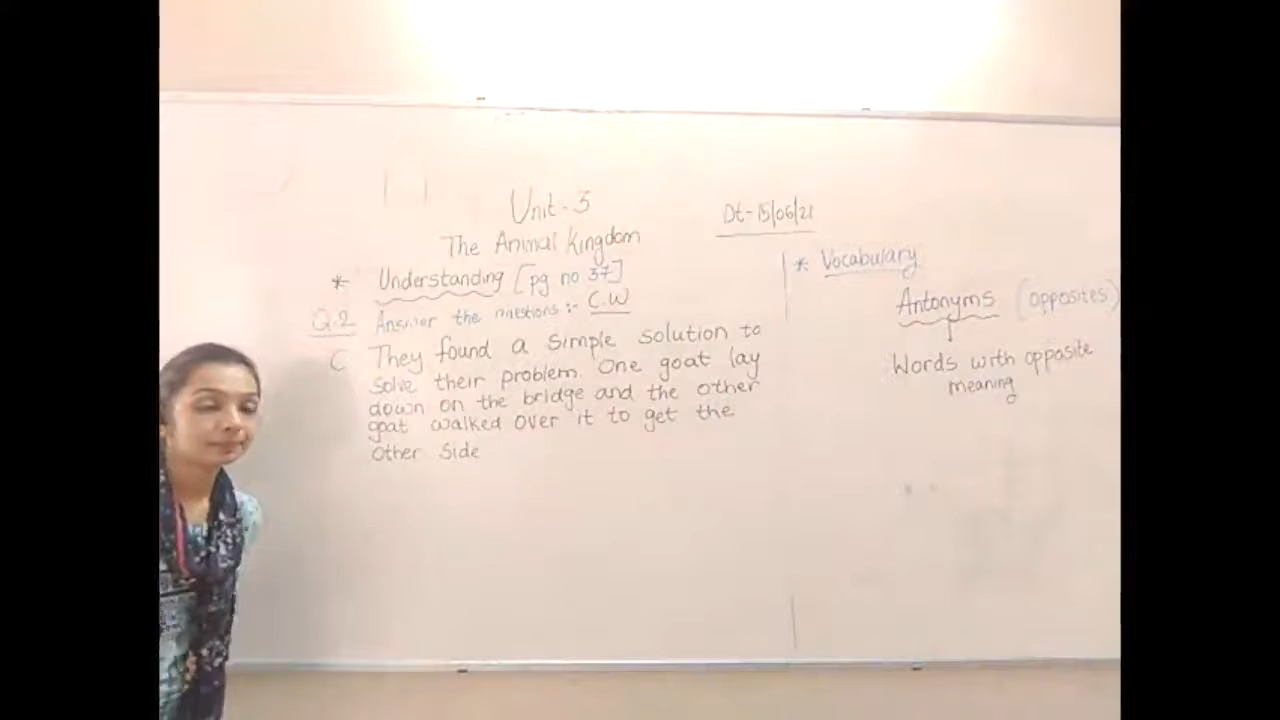 Unit-3
The Animal Kingdom
Dt-15/06/21
* Understanding [pg no 37]
Q.2 Answer the questions:- C.W
C They found a simple solution to
solve their problem. One goat lay
down on the bridge and the other
goat walked over it to get the
other side
* Vocabulary
Antonyms (opposites)
Words with opposite
meaning